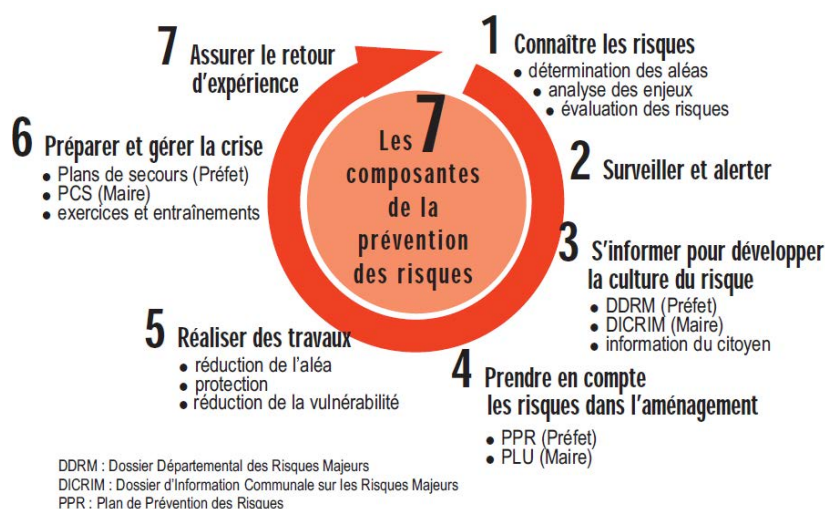 Les 7
composantes
de la
prévention
des risques
1 Connaître les risques
• détermination des aléas
• analyse des enjeux
• évaluation des risques
2 Surveiller et alerter
3 S'informer pour développer
la culture du risque
• DDRM (Préfet)
• DICRIM (Maire)
• information du citoyen
4 Prendre en compte
les risques dans l'aménagement
• PPR (Préfet)
• PLU (Maire)
5 Réaliser des travaux
• réduction de l'aléa
• protection
• réduction de la vulnérabilité
6 Préparer et gérer la crise
• Plans de secours (Préfet)
• PCS (Maire)
• exercices et entraînements
7 Assurer le retour
d'expérience
DDRM : Dossier Départemental des Risques Majeurs
DICRIM : Dossier d'Information Communale sur les Risques Majeurs
PPR : Plan de Prévention des Risques